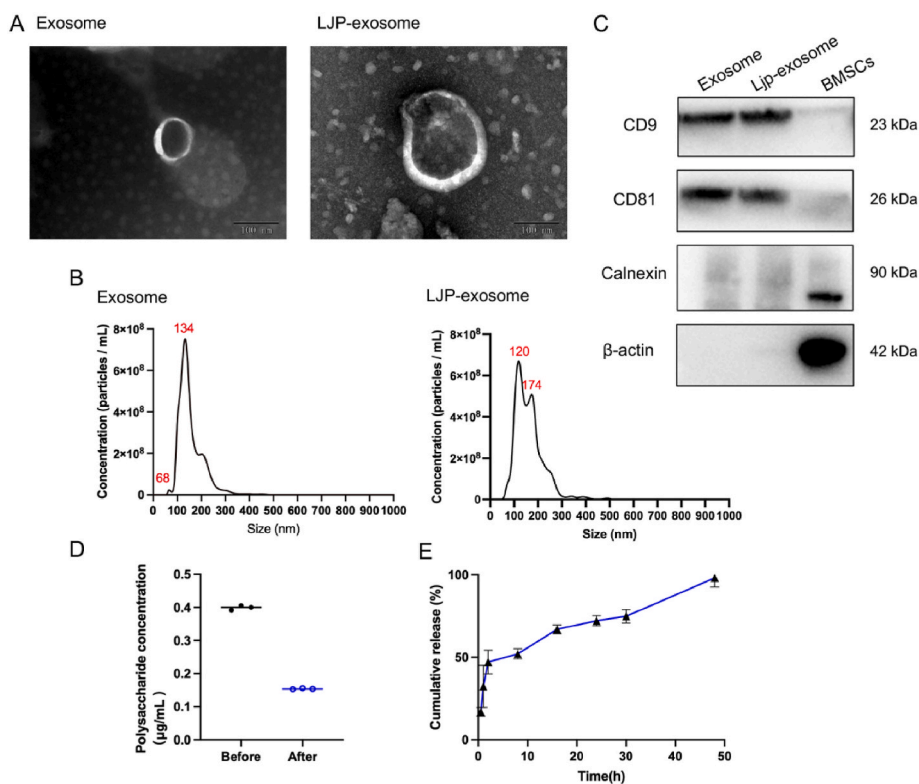 A
Exosome
LJP-exosome
100 nm
100 nm
C
Exosome
Ljp-exosome
BMSCs
CD9
23 kDa
CD81
26 kDa
Calnexin
90 kDa
β-actin
42 kDa
B
Exosome
Concentration (particles / mL)
8×10⁸
6×10⁸
4×10⁸
2×10⁸
0
134
68
0 100 200 300 400 500 600 700 800 900 1000
Size (nm)
LJP-exosome
Concentration (particles / mL)
8×10⁸
6×10⁸
4×10⁸
2×10⁸
0
120
174
0 100 200 300 400 500 600 700 800 900 1000
Size (nm)
D
Polysaccharide concentration
(μg/mL)
0.5
0.4
0.3
0.2
0.1
0.0
Before After
E
Cumulative release (%)
100
50
0
0 10 20 30 40 50
Time(h)